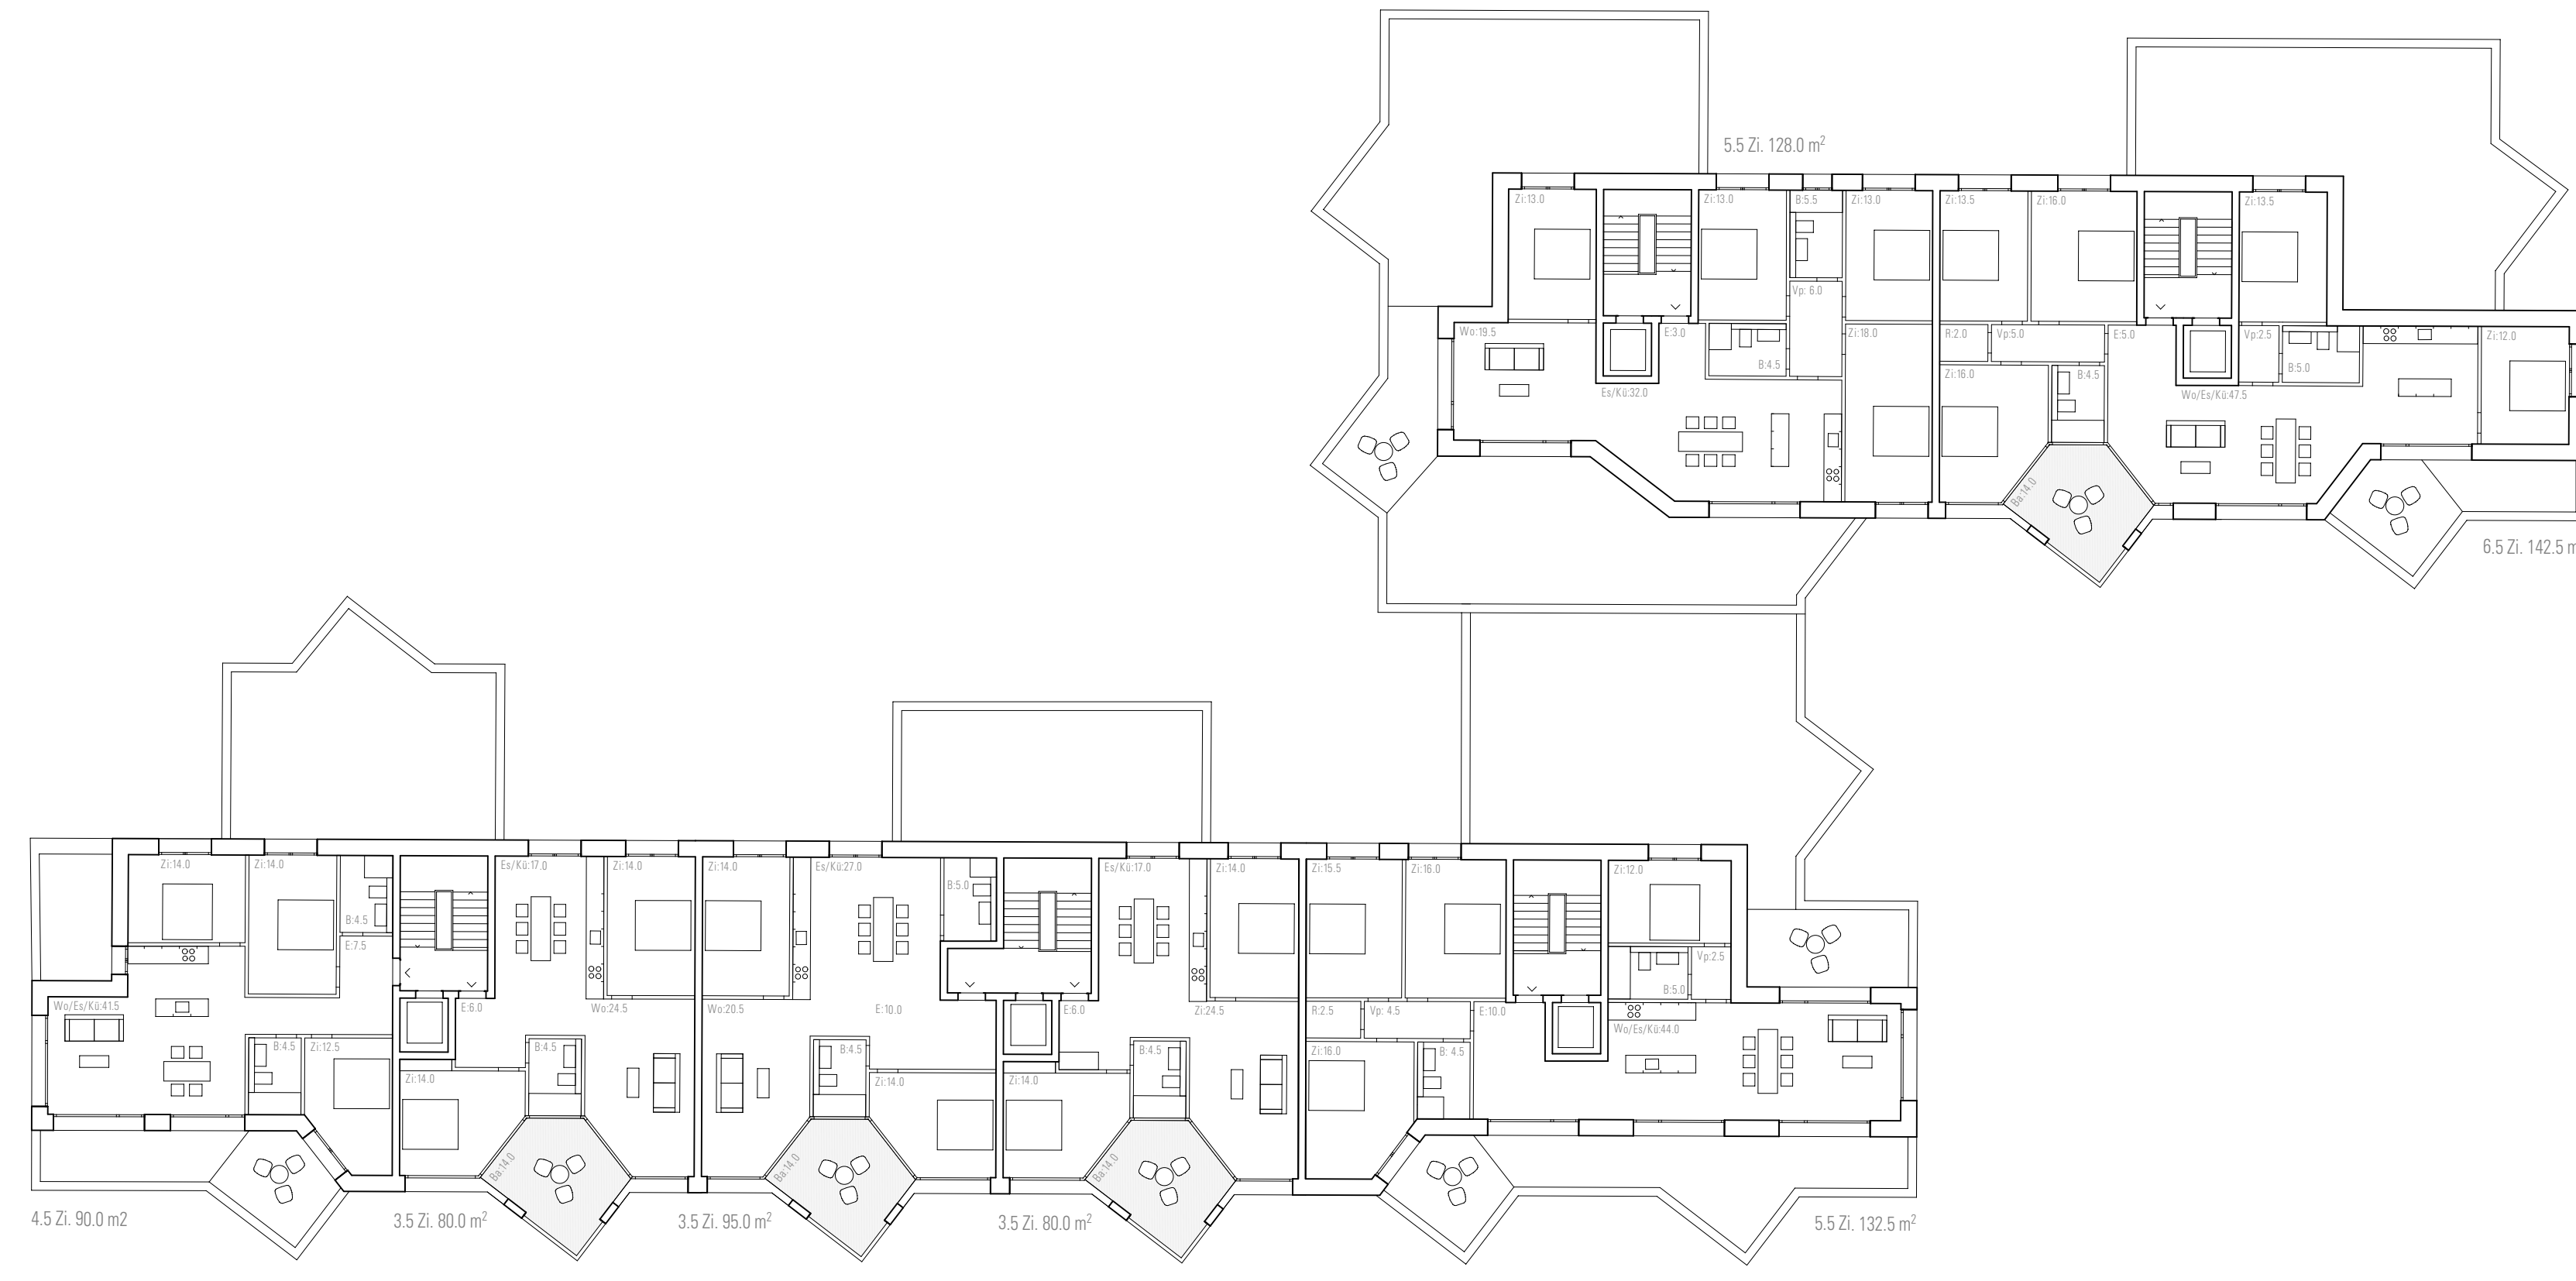 5.5 Zi. 128.0 m²
Zi:13.0
Zi:13.0
B:5.5
Zi:13.0
Zi:13.5
Zi:16.0
Zi:13.5
Vp: 6.0
Wo:19.5
E:3.0
Zi:18.0
R:2.0
Vp:5.0
E:5.0
Vp:2.5
Zi:12.0
B:4.5
B:5.0
Zi:16.0
B:4.5
Es/Kü:32.0
Wo/Es/Kü:47.5
Ba:14.0
6.5 Zi. 142.5 m
Zi:14.0
Zi:14.0
Es/Kü:17.0
Zi:14.0
Zi:14.0
Es/Kü:27.0
Es/Kü:17.0
Zi:14.0
Zi:15.5
Zi:16.0
Zi:12.0
B:5.0
B:4.5
E:7.5
Vp:2.5
B:5.0
Wo/Es/Kü:41.5
E:6.0
Wo:24.5
Wo:20.5
E:10.0
E:6.0
Zi:24.5
R:2.5
Vp: 4.5
E:10.0
Wo/Es/Kü:44.0
B:4.5
Zi:12.5
B:4.5
B:4.5
B:4.5
Zi:16.0
B: 4.5
Zi:14.0
Zi:14.0
Zi:14.0
Ba:14.0
Ba:14.0
Ba:14.0
4.5 Zi. 90.0 m2
3.5 Zi. 80.0 m²
3.5 Zi. 95.0 m²
3.5 Zi. 80.0 m²
5.5 Zi. 132.5 m²